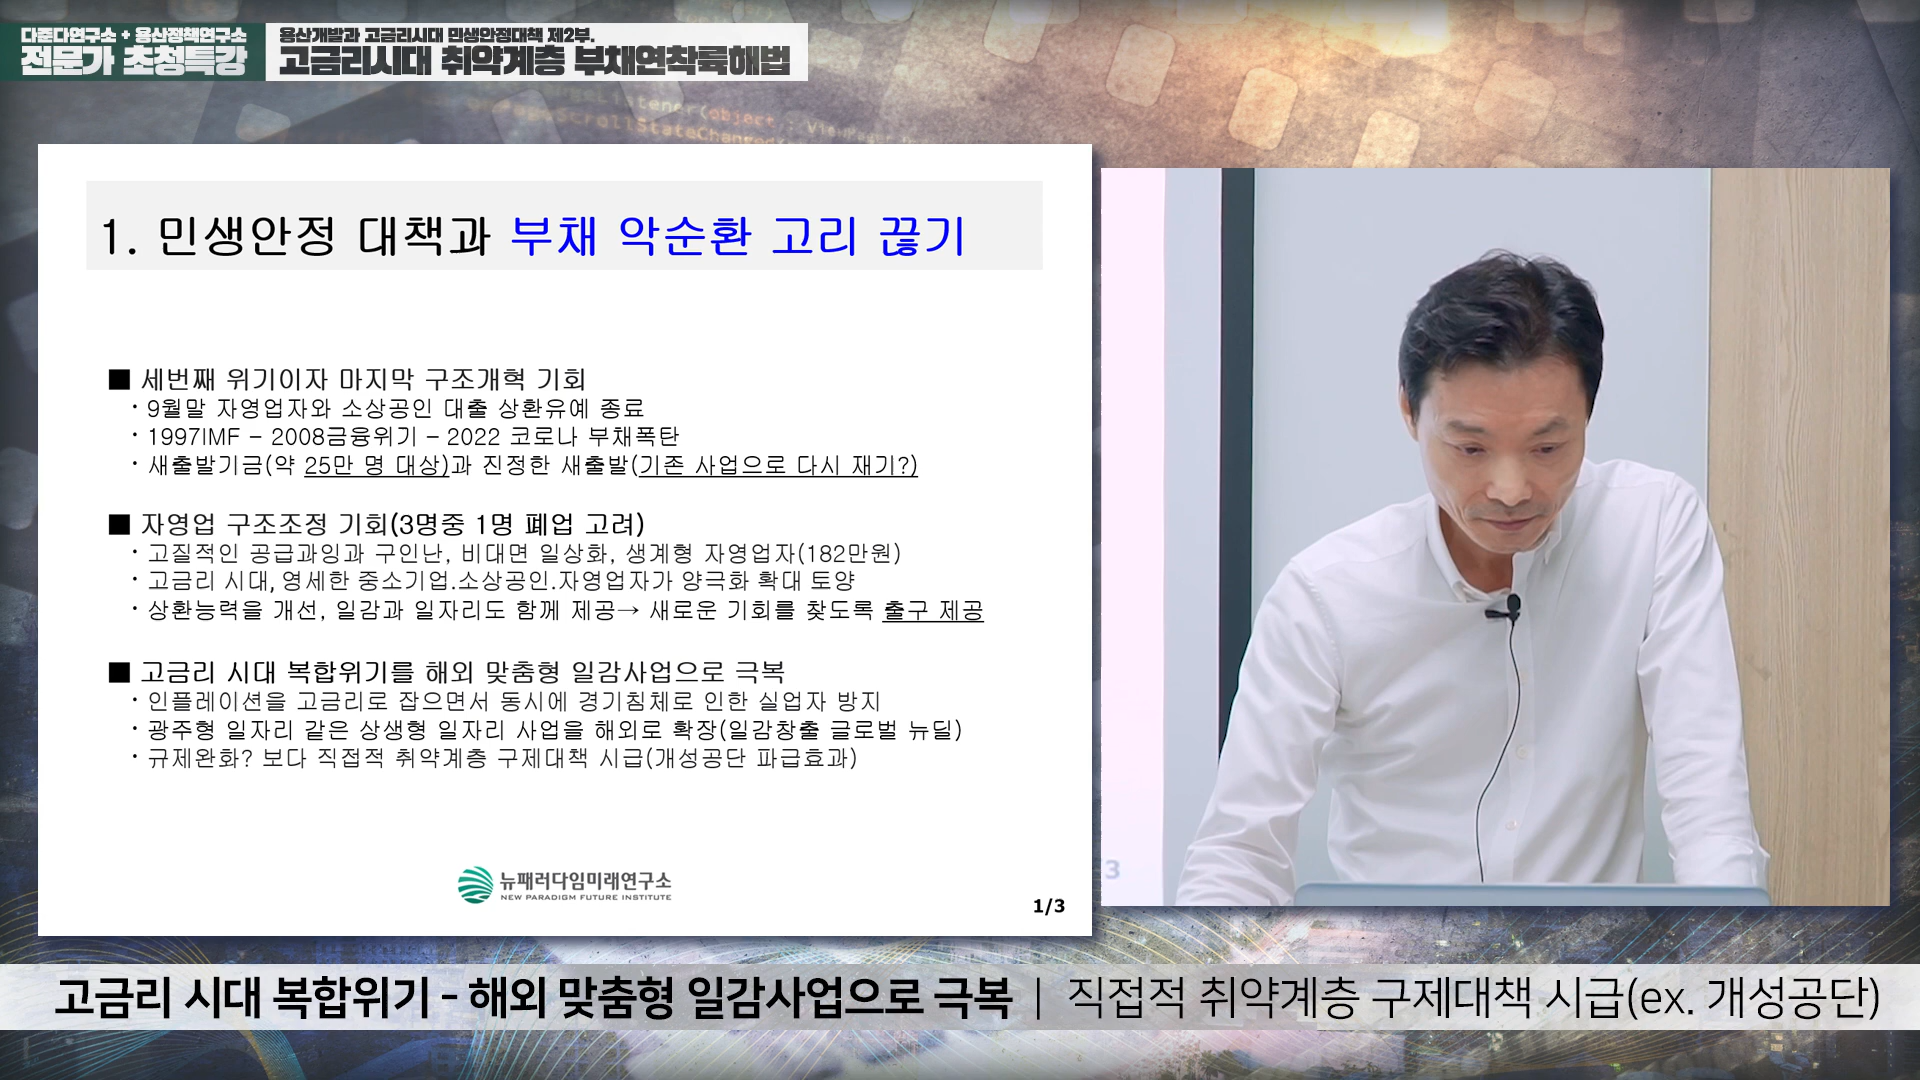 다준다연구소 + 용산정책연구소
전문가 초청특강
용산개발과 고금리시대 민생안정대책 제2부.
고금리시대 취약계층 부채연착륙해법
etListener(object : ViewPager
onPageScrollStateChanged
1. 민생안정 대책과 부채 악순환 고리 끊기
■ 세번째 위기이자 마지막 구조개혁 기회
· 9월말 자영업자와 소상공인 대출 상환유예 종료
· 1997IMF – 2008금융위기 – 2022 코로나 부채폭탄
· 새출발기금(약 25만 명 대상)과 진정한 새출발(기존 사업으로 다시 재기?)
■ 자영업 구조조정 기회(3명중 1명 폐업 고려)
· 고질적인 공급과잉과 구인난, 비대면 일상화, 생계형 자영업자(182만원)
· 고금리 시대, 영세한 중소기업.소상공인.자영업자가 양극화 확대 토양
· 상환능력을 개선, 일감과 일자리도 함께 제공→ 새로운 기회를 찾도록 출구 제공
■ 고금리 시대 복합위기를 해외 맞춤형 일감사업으로 극복
· 인플레이션을 고금리로 잡으면서 동시에 경기침체로 인한 실업자 방지
· 광주형 일자리 같은 상생형 일자리 사업을 해외로 확장(일감창출 글로벌 뉴딜)
· 규제완화? 보다 직접적 취약계층 구제대책 시급(개성공단 파급효과)
뉴패러다임미래연구소
NEW PARADIGM FUTURE INSTITUTE
1/3
3
고금리 시대 복합위기 - 해외 맞춤형 일감사업으로 극복 | 직접적 취약계층 구제대책 시급(ex. 개성공단)